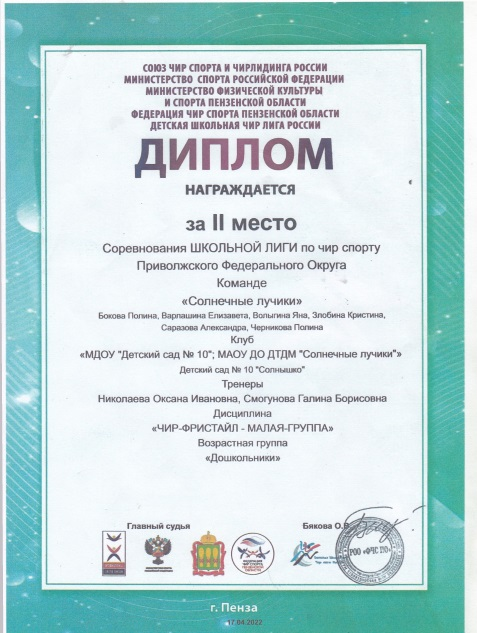 СОЮЗ ЧИР СПОРТА И ЧИРЛИДИНГА РОССИИ
МИНИСТЕРСТВО СПОРТА РОССИЙСКОЙ ФЕДЕРАЦИИ
МИНИСТЕРСТВО ФИЗИЧЕСКОЙ КУЛЬТУРЫ
И СПОРТА ПЕНЗЕНСКОЙ ОБЛАСТИ
ФЕДЕРАЦИЯ ЧИР СПОРТА ПЕНЗЕНСКОЙ ОБЛАСТИ
ДЕТСКАЯ ШКОЛЬНАЯ ЧИР ЛИГА РОССИИ
ДИПЛОМ
НАГРАЖДАЕТСЯ
за II место
Соревнования ШКОЛЬНОЙ ЛИГИ по чир спорту
Приволжского Федерального Округа
Команде
«Солнечные лучики»
Бокова Полина, Варлашина Елизавета, Волыгина Яна, Злобина Кристина,
Саразова Александра, Черникова Полина
Клуб
«МДОУ "Детский сад № 10"; МАОУ ДО ДТДМ "Солнечные лучики"»
Детский сад № 10 "Солнышко"
Тренеры
Николаева Оксана Ивановна, Смогунова Галина Борисовна
Дисциплина
«ЧИР-ФРИСТАЙЛ - МАЛАЯ-ГРУППА»
Возрастная группа
«Дошкольники»
Главный судья Бякова О.В.
РОО «ФЧС ПО»
г. Пенза
17.04.2022